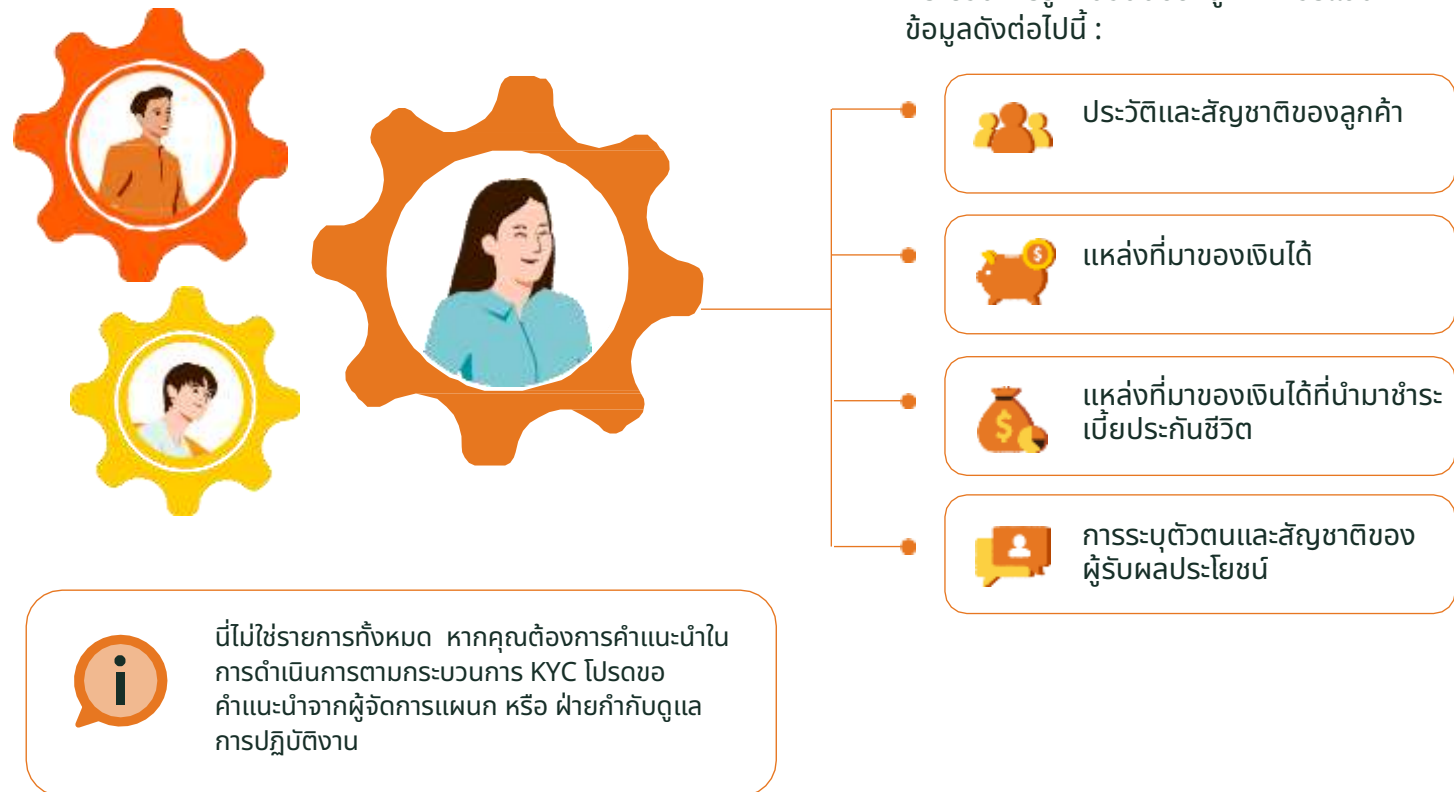 ข้อมูลดังต่อไปนี้ :
ประวัติและสัญชาติของลูกค้า
แหล่งที่มาของเงินได้
แหล่งที่มาของเงินได้ที่นำมาชำระ
เบี้ยประกันชีวิต
การระบุตัวตนและสัญชาติของ
ผู้รับผลประโยชน์
นี่ไม่ใช่รายการทั้งหมด หากคุณต้องการคำแนะนำใน
การดำเนินการตามกระบวนการ KYC โปรดขอ
คำแนะนำจากผู้จัดการแผนก หรือ ฝ่ายกำกับดูแล
การปฏิบัติงาน